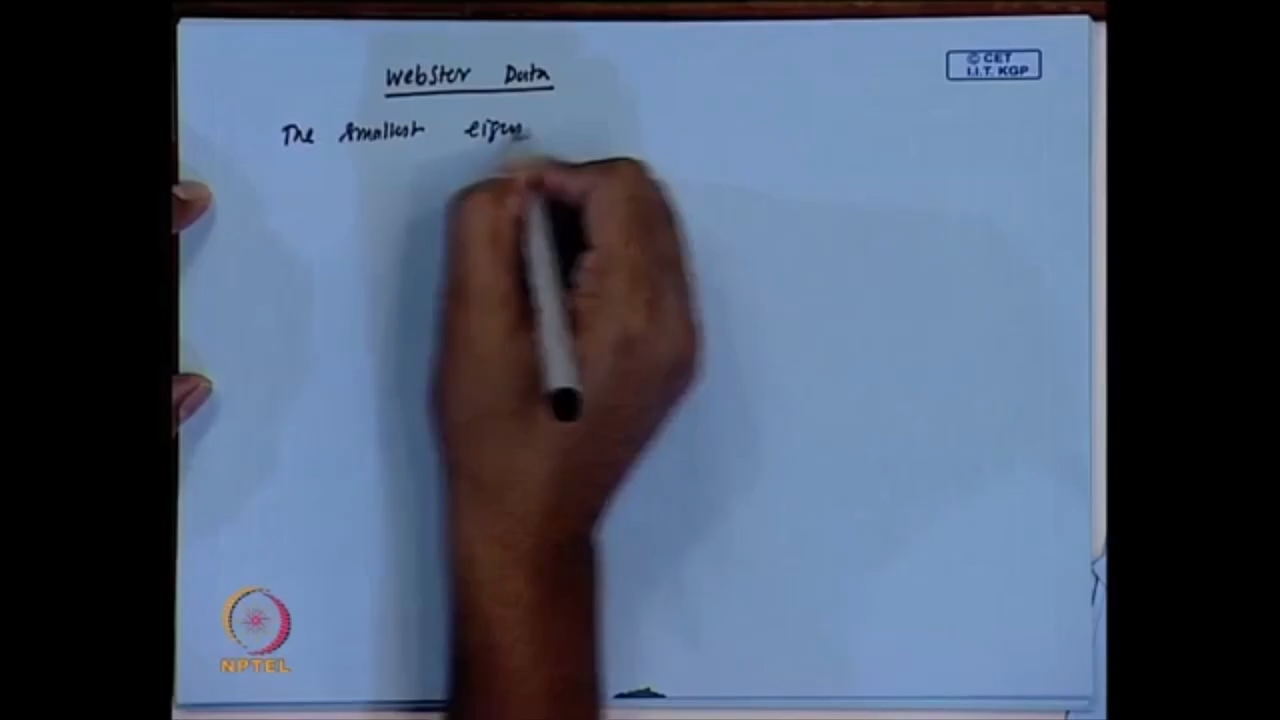 Webster Data
© CET
I.I.T. KGP
The smallest eigen
NPTEL